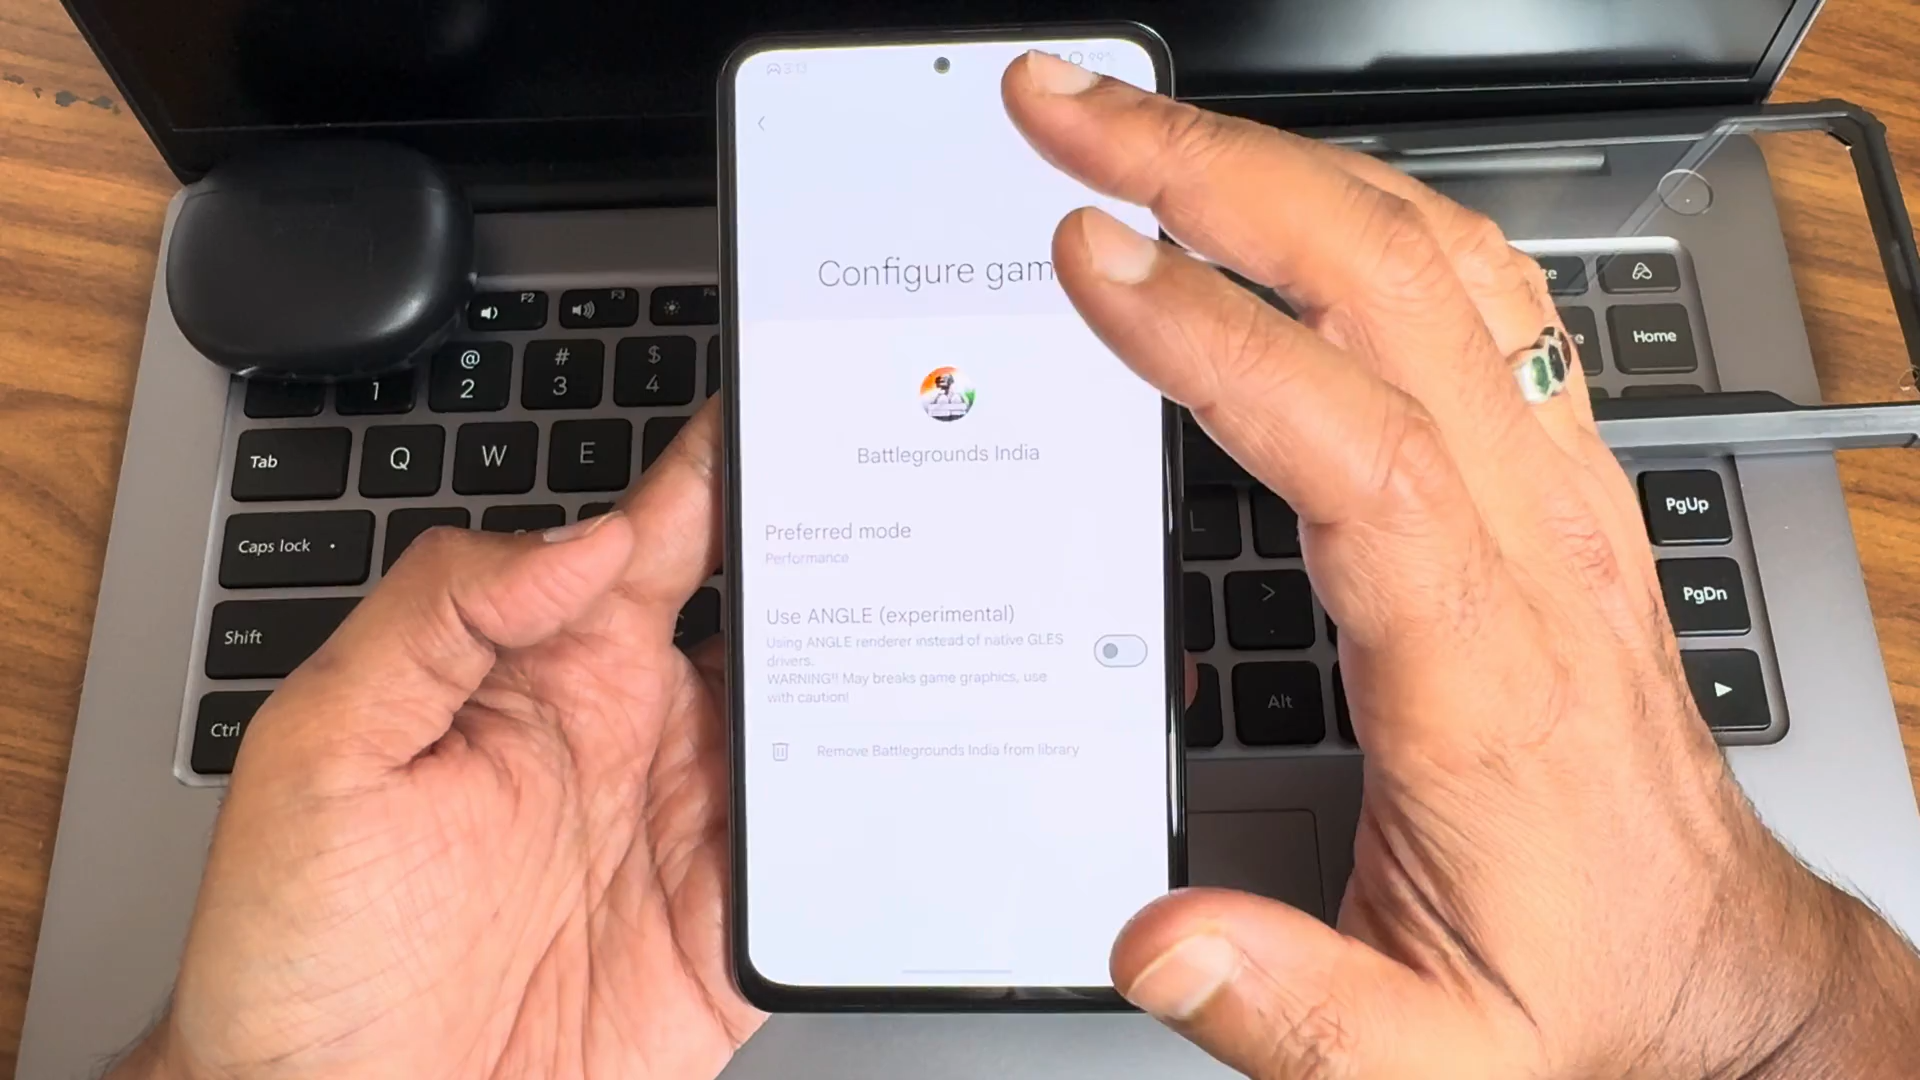 3:13
99%
Configure gam
Battlegrounds India
Preferred mode
Performance
Use ANGLE (experimental)
Using ANGLE renderer instead of native GLES
drivers.
WARNING!! May breaks game graphics, use
with caution!
Remove Battlegrounds India from library
F2
F3
F4
@
#
$
1
2
3
4
Home
Tab
Q
W
E
L
PgUp
Caps lock
PgDn
Shift
>
Ctrl
Alt